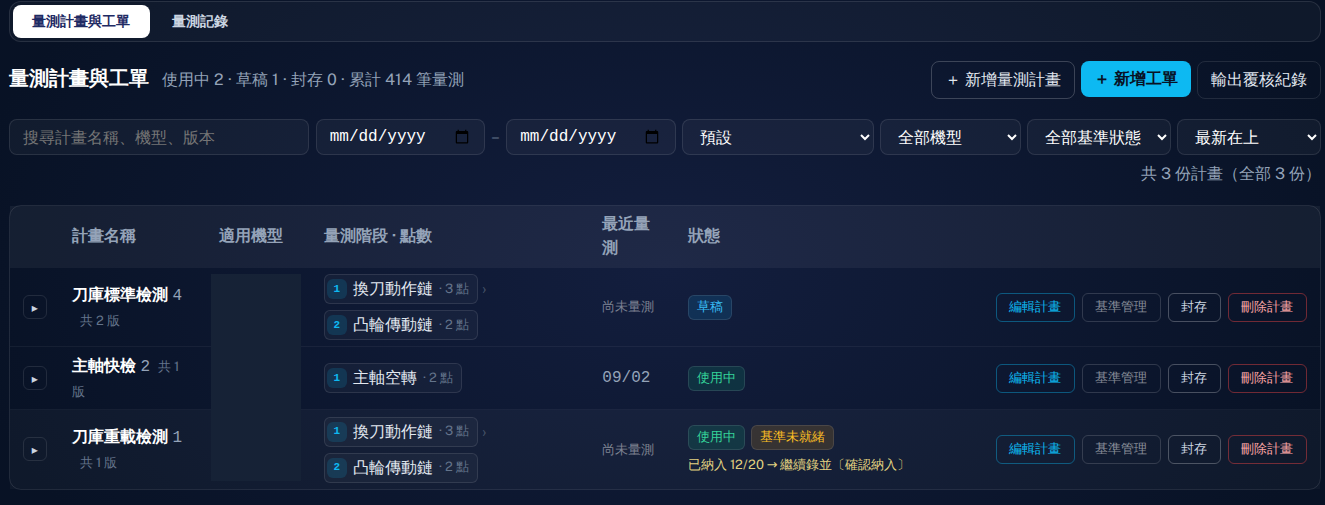 量測計畫與工單 量測記錄
量測計畫與工單 使用中 2 · 草稿 1 · 封存 0 · 累計 414 筆量測 ＋ 新增量測計畫 ＋ 新增工單 輸出覆核紀錄
搜尋計畫名稱、機型、版本 mm/dd/yyyy – mm/dd/yyyy 預設 全部機型 全部基準狀態 最新在上
共 3 份計畫（全部 3 份）
計畫名稱 適用機型 量測階段 · 點數 最近量測 狀態
刀庫標準檢測 4 共 2 版
1 換刀動作鏈 · 3 點 ›
2 凸輪傳動鏈 · 2 點
尚未量測 草稿 編輯計畫 基準管理 封存 刪除計畫
主軸快檢 2 共 1 版
1 主軸空轉 · 2 點
09/02 使用中 編輯計畫 基準管理 封存 刪除計畫
刀庫重載檢測 1 共 1 版
1 換刀動作鏈 · 3 點 ›
2 凸輪傳動鏈 · 2 點
尚未量測 使用中 基準未就緒
已納入 12/20 → 繼續錄並〔確認納入〕
編輯計畫 基準管理 封存 刪除計畫